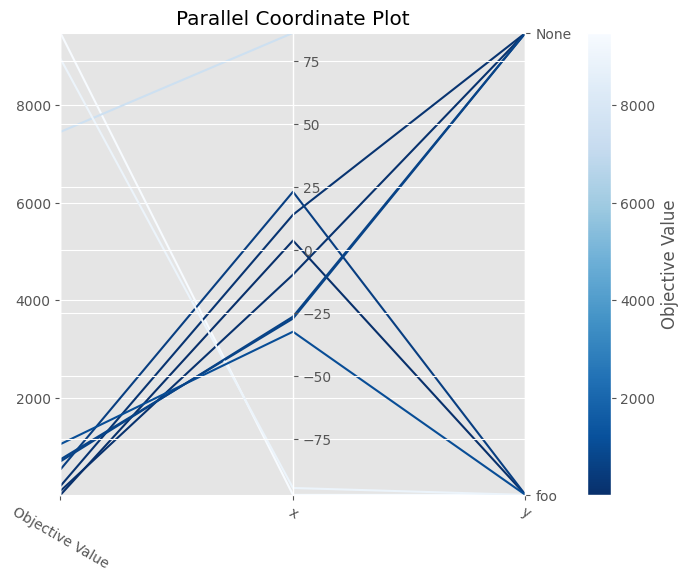 Parallel Coordinate Plot
8000
6000
4000
2000
75
50
25
0
−25
−50
−75
None
foo
Objective Value
x
y
8000
6000
4000
2000
Objective Value